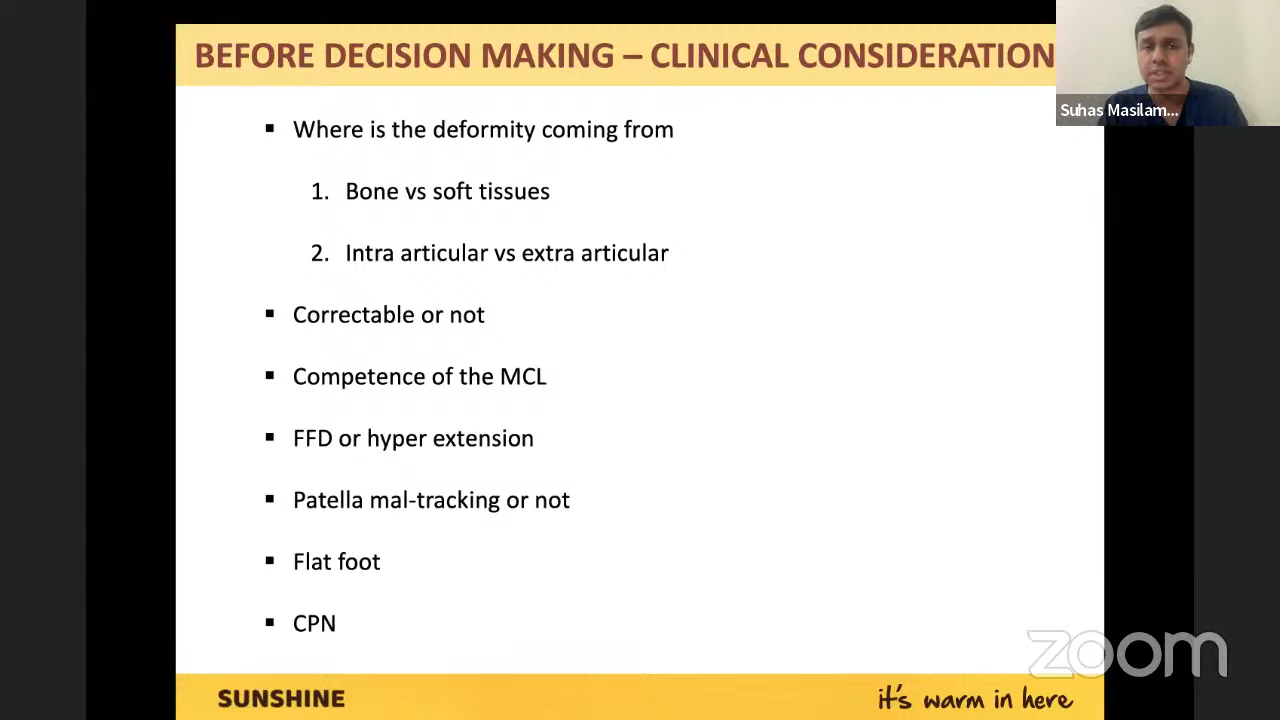 BEFORE DECISION MAKING – CLINICAL CONSIDERATION
Suhas Masilam...
▪ Where is the deformity coming from
1. Bone vs soft tissues
2. Intra articular vs extra articular
▪ Correctable or not
▪ Competence of the MCL
▪ FFD or hyper extension
▪ Patella mal-tracking or not
▪ Flat foot
▪ CPN
zoom
SUNSHINE
it's warm in here